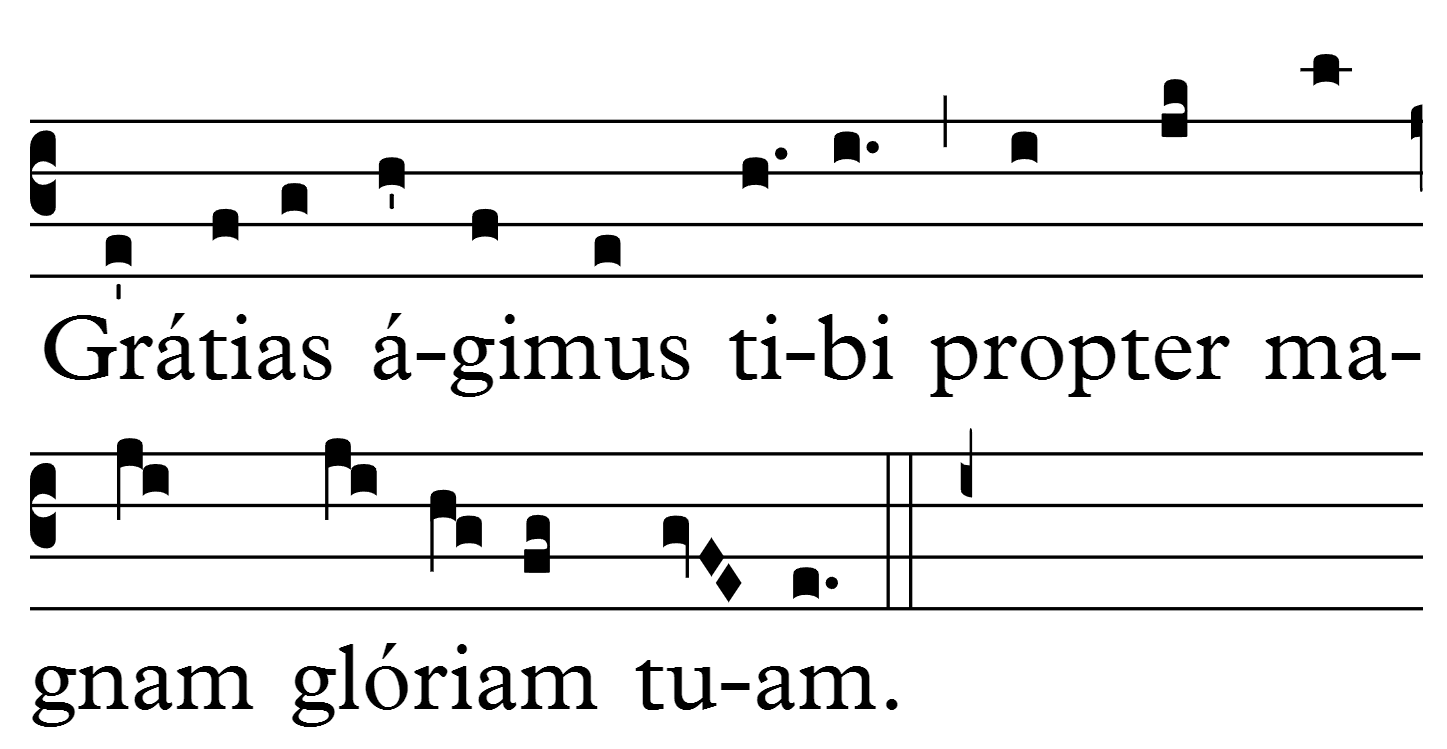 Grátias á-gimus ti-bi propter ma-
gnam glóriam tu-am.